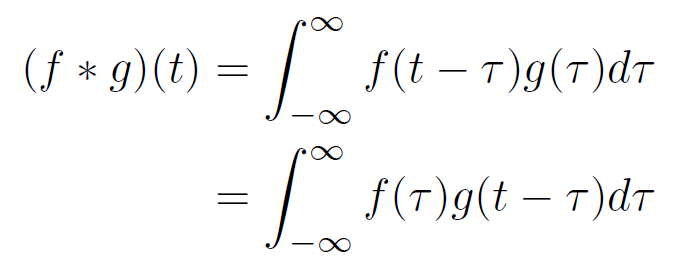 (f ∗ g)(t) = ∫_{−∞}^{∞} f(t − τ)g(τ)dτ
= ∫_{−∞}^{∞} f(τ)g(t − τ)dτ